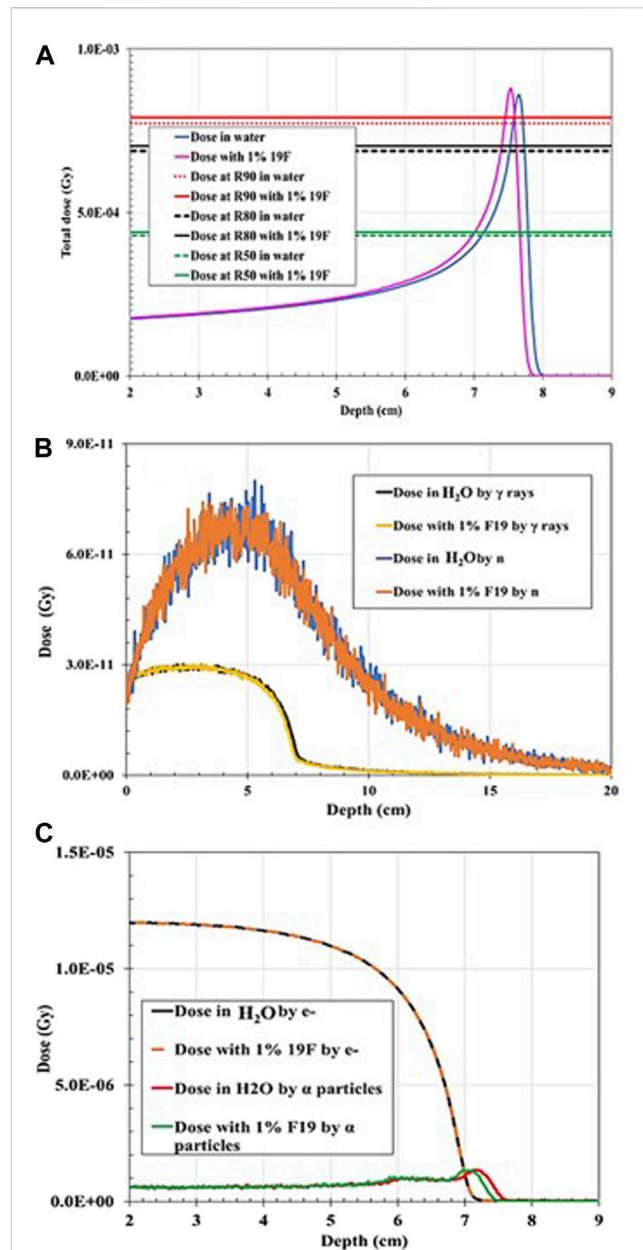 A
1.0E-03
5.0E-04
0.0E+00
Total dose (Gy)
Dose in water
Dose with 1% 19F
Dose at R90 in water
Dose at R90 with 1% 19F
Dose at R80 in water
Dose at R80 with 1% 19F
Dose at R50 in water
Dose at R50 with 1% 19F
2 3 4 5 6 7 8 9
Depth (cm)
B
9.0E-11
6.0E-11
3.0E-11
0.0E+00
Dose (Gy)
Dose in H₂O by γ rays
Dose with 1% F19 by γ rays
Dose in H₂O by n
Dose with 1% F19 by n
0 5 10 15 20
Depth (cm)
C
1.5E-05
1.0E-05
5.0E-06
0.0E+00
Dose (Gy)
Dose in H₂O by e-
Dose with 1% 19F by e-
Dose in H2O by α particles
Dose with 1% F19 by α
particles
2 3 4 5 6 7 8 9
Depth (cm)